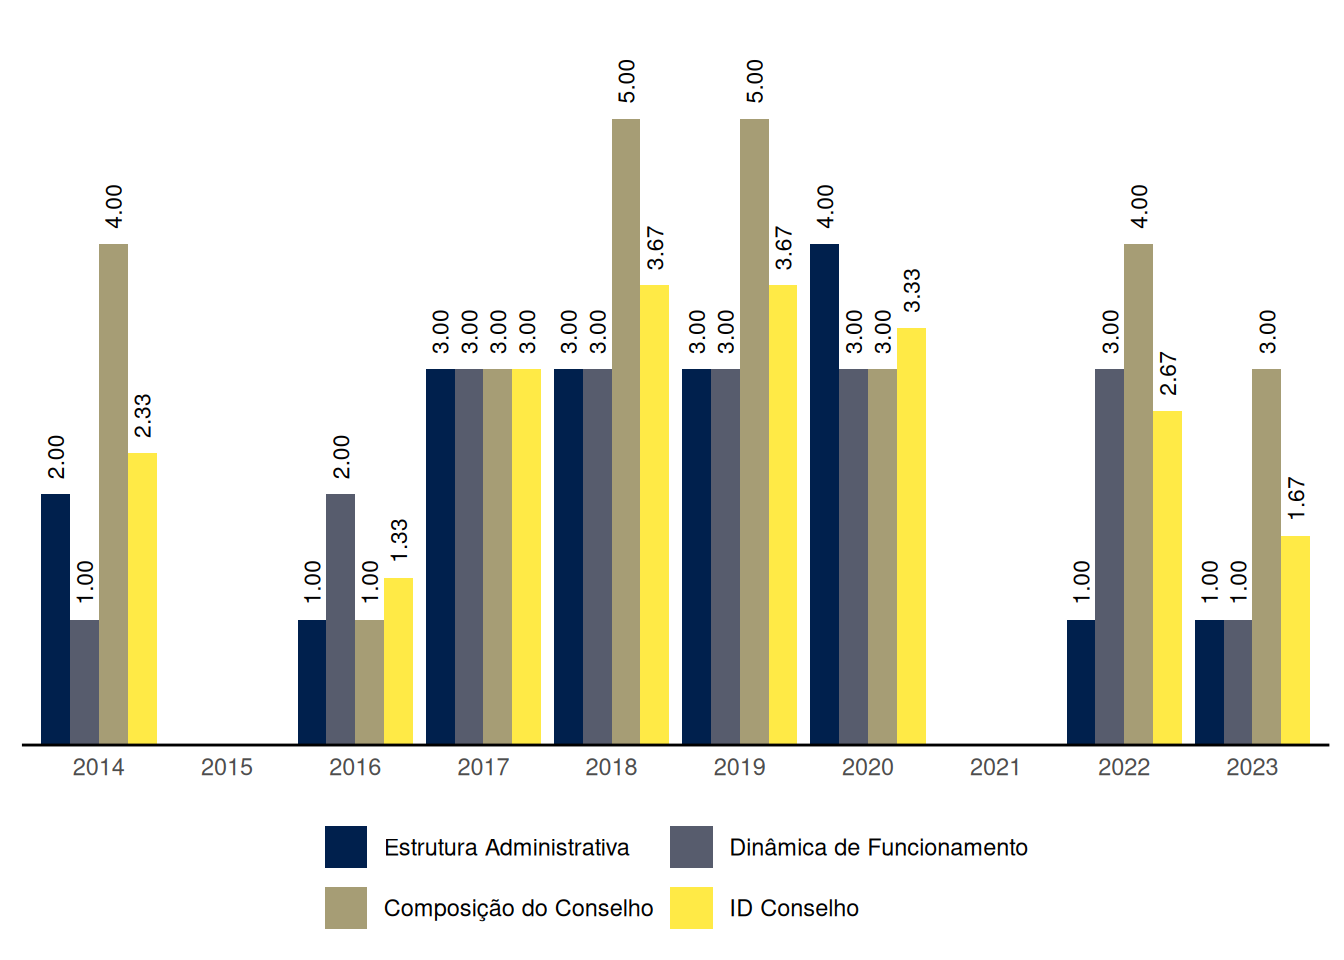 2.00 1.00 4.00 2.33
1.00 2.00 1.00 1.33
3.00 3.00 3.00 3.00
3.00 3.00 5.00 3.67
3.00 3.00 5.00 3.67
4.00 3.00 3.00 3.33
1.00 3.00 4.00 2.67
1.00 1.00 3.00 1.67
2014 2015 2016 2017 2018 2019 2020 2021 2022 2023
Estrutura Administrativa Dinâmica de Funcionamento
Composição do Conselho ID Conselho